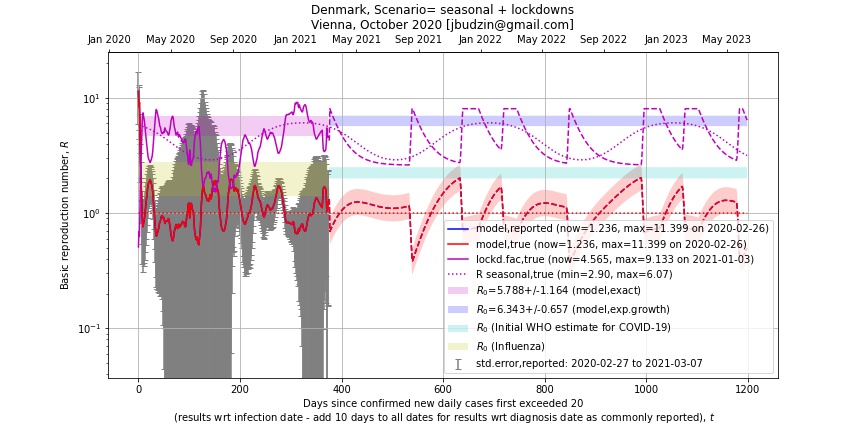 Denmark, Scenario= seasonal + lockdowns
Vienna, October 2020 [jbudzin@gmail.com]
Jan 2020 May 2020 Sep 2020 Jan 2021 May 2021 Sep 2021 Jan 2022 May 2022 Sep 2022 Jan 2023 May 2023
Basic reproduction number, R
10¹
10⁰
10⁻¹
model,reported (now=1.236, max=11.399 on 2020-02-26)
model,true (now=1.236, max=11.399 on 2020-02-26)
lockd.fac,true (now=4.565, max=9.133 on 2021-01-03)
R seasonal,true (min=2.90, max=6.07)
R₀=5.788+/-1.164 (model,exact)
R₀=6.343+/-0.657 (model,exp.growth)
R₀ (Initial WHO estimate for COVID-19)
R₀ (Influenza)
std.error,reported: 2020-02-27 to 2021-03-07
0 200 400 600 800 1000 1200
Days since confirmed new daily cases first exceeded 20
(results wrt infection date - add 10 days to all dates for results wrt diagnosis date as commonly reported), t